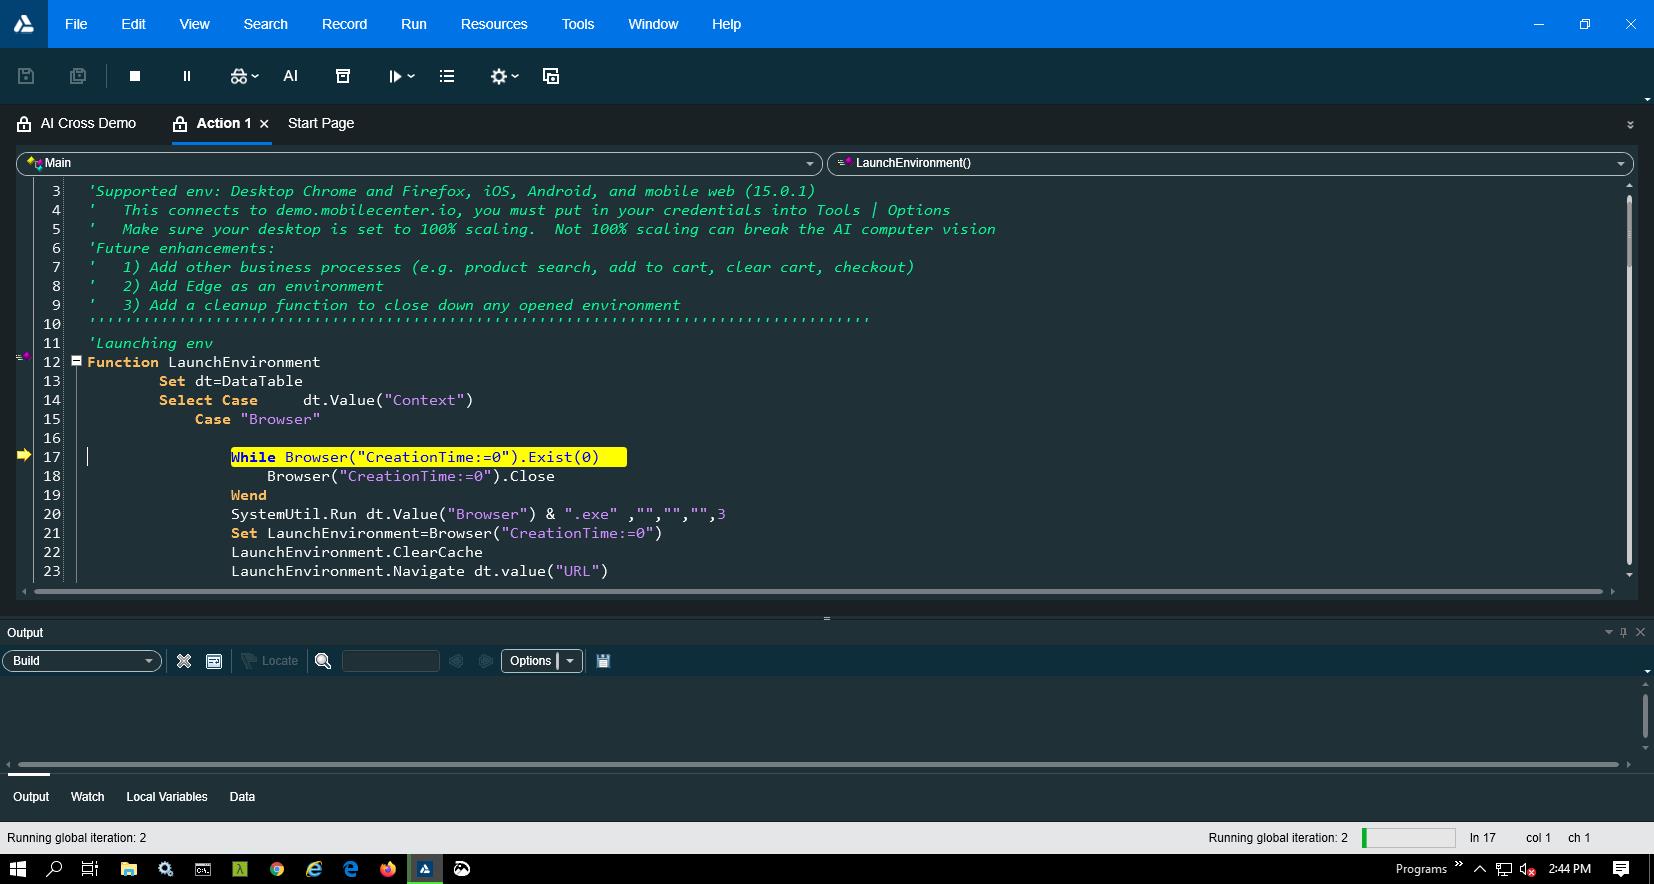 File Edit View Search Record Run Resources Tools Window Help
AI
AI Cross Demo Action 1 Start Page
Main LaunchEnvironment()
3 'Supported env: Desktop Chrome and Firefox, iOS, Android, and mobile web (15.0.1)
4 ' This connects to demo.mobilecenter.io, you must put in your credentials into Tools | Options
5 ' Make sure your desktop is set to 100% scaling. Not 100% scaling can break the AI computer vision
6 'Future enhancements:
7 ' 1) Add other business processes (e.g. product search, add to cart, clear cart, checkout)
8 ' 2) Add Edge as an environment
9 ' 3) Add a cleanup function to close down any opened environment
10 '''''''''''''''''''''''''''''''''''''''''''''''''''''''''''''''''''''''''''''''''''''''
11 'Launching env
12 Function LaunchEnvironment
13 Set dt=DataTable
14 Select Case dt.Value("Context")
15 Case "Browser"
16
17 While Browser("CreationTime:=0").Exist(0)
18 Browser("CreationTime:=0").Close
19 Wend
20 SystemUtil.Run dt.Value("Browser") & ".exe" ,"","","",3
21 Set LaunchEnvironment=Browser("CreationTime:=0")
22 LaunchEnvironment.ClearCache
23 LaunchEnvironment.Navigate dt.value("URL")
Output
Build Locate Options
Output Watch Local Variables Data
Running global iteration: 2 Running global iteration: 2 ln 17 col 1 ch 1
Programs 2:44 PM